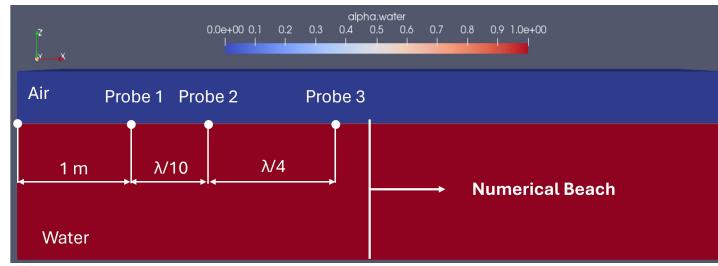 alpha.water
0.0e+00 0.1 0.2 0.3 0.4 0.5 0.6 0.7 0.8 0.9 1.0e+00
Z
Y X
Air
Probe 1 Probe 2 Probe 3
1 m λ/10 λ/4
Numerical Beach
Water